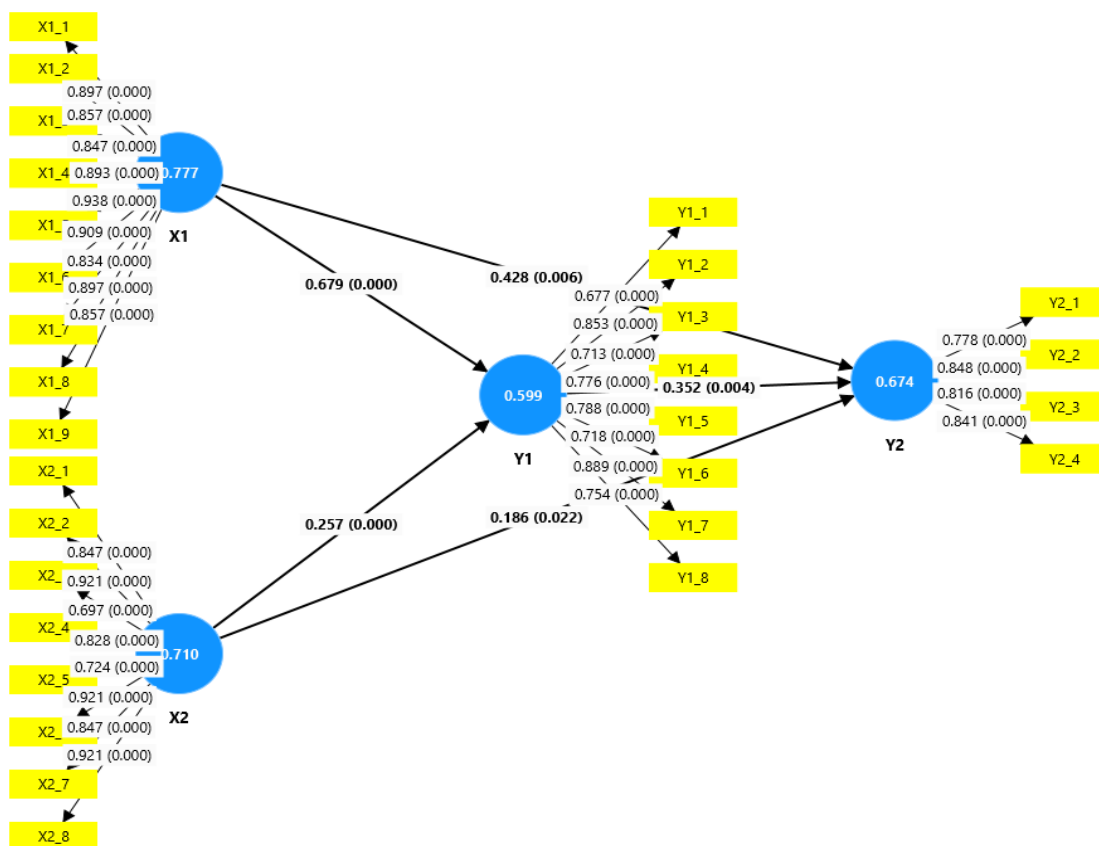 X1_1
X1_2
X1_
X1_4
X1_
X1_6
X1_7
X1_8
X1_9
0.897 (0.000)
0.857 (0.000)
0.847 (0.000)
0.893 (0.000)
0.938 (0.000)
0.909 (0.000)
0.834 (0.000)
0.897 (0.000)
0.857 (0.000)
0.777
X1
X2_1
X2_2
X2_
X2_4
X2_5
X2_
X2_7
X2_8
0.847 (0.000)
0.921 (0.000)
0.697 (0.000)
0.828 (0.000)
0.724 (0.000)
0.921 (0.000)
0.847 (0.000)
0.921 (0.000)
0.710
X2
0.679 (0.000)
0.428 (0.006)
0.257 (0.000)
0.186 (0.022)
0.599
Y1
0.677 (0.000)
0.853 (0.000)
0.713 (0.000)
0.776 (0.000)
0.788 (0.000)
0.718 (0.000)
0.889 (0.000)
0.754 (0.000)
Y1_1
Y1_2
Y1_3
Y1_4
0.352 (0.004)
Y1_5
Y1_6
Y1_7
Y1_8
0.674
Y2
0.778 (0.000)
0.848 (0.000)
0.816 (0.000)
0.841 (0.000)
Y2_1
Y2_2
Y2_3
Y2_4